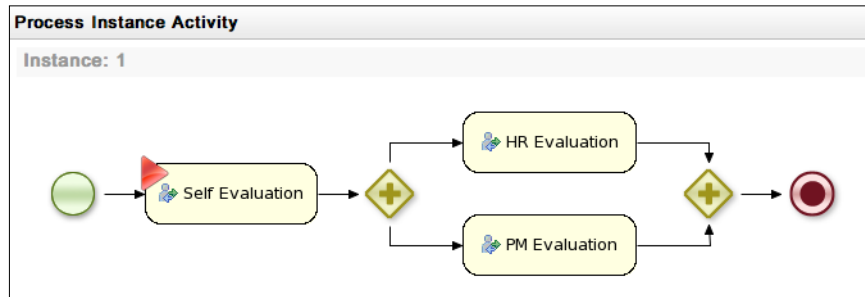 Process Instance Activity
Instance: 1
HR Evaluation
Self Evaluation
PM Evaluation